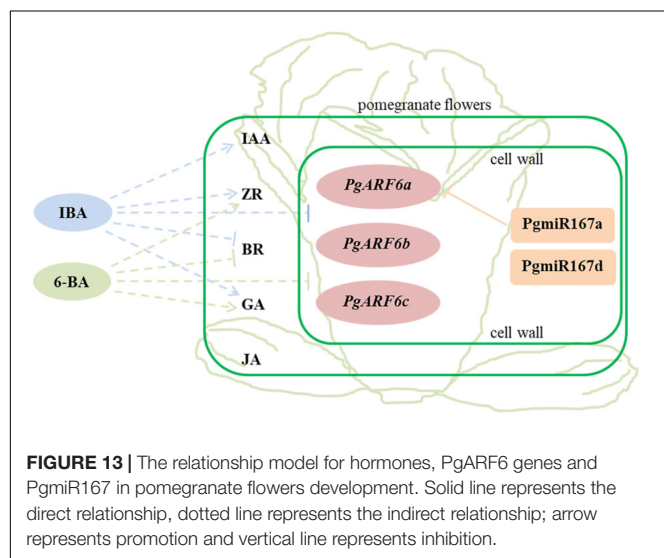 pomegranate flowers
IAA
cell wall
PgARF6a
ZR
IBA
PgmiR167a
BR
PgARF6b
PgmiR167d
6-BA
GA
PgARF6c
cell wall
JA
FIGURE 13 | The relationship model for hormones, PgARF6 genes and
PgmiR167 in pomegranate flowers development. Solid line represents the
direct relationship, dotted line represents the indirect relationship; arrow
represents promotion and vertical line represents inhibition.